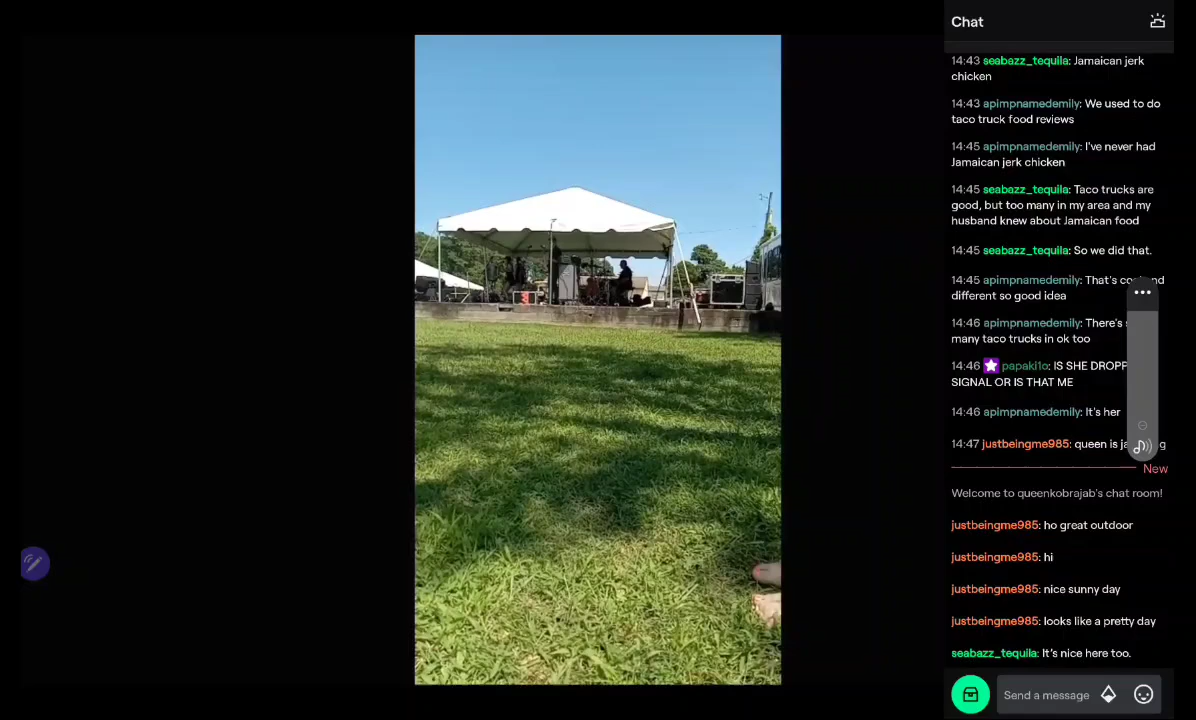 Chat
14:43 seabazz_tequila: Jamaican jerk
chicken
14:43 apimpnamedemily: We used to do
taco truck food reviews
14:45 apimpnamedemily: I've never had
Jamaican jerk chicken
14:45 seabazz_tequila: Taco trucks are
good, but too many in my area and my
husband knew about Jamaican food
14:45 seabazz_tequila: So we did that.
14:45 apimpnamedemily: That's
different so good idea
14:46 apimpnamedemily: There's
many taco trucks in ok too
14:46 papaki1o: IS SHE
SIGNAL OR IS THAT ME
14:46 apimpnamedemily: It's her
14:47 justbeingme985: queen is
New
Welcome to queenkobrajab's chat room!
justbeingme985: ho great outdoor
justbeingme985: hi
justbeingme985: nice sunny day
justbeingme985: looks like a pretty day
seabazz_tequila: It's nice here too.
Send a message